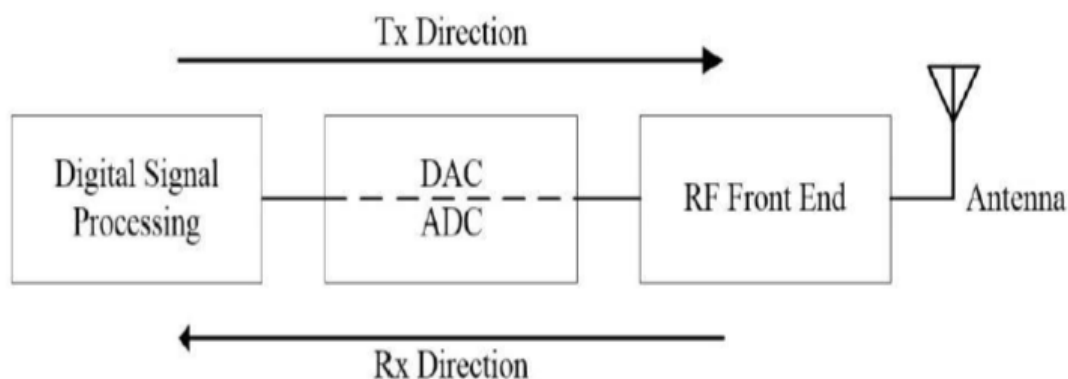 Tx Direction
Digital Signal
Processing
DAC
ADC
RF Front End
Antenna
Rx Direction